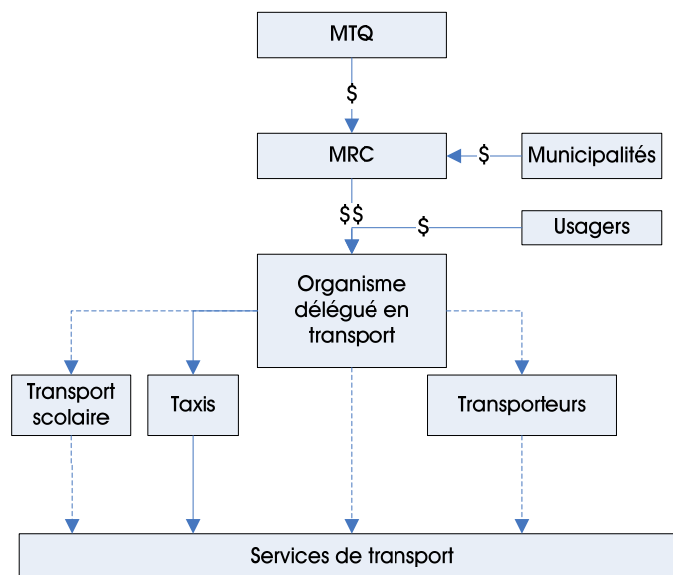 MTQ
$
MRC
$
Municipalités
$$
$
Usagers
Organisme
délégué en
transport
Transport
scolaire
Taxis
Transporteurs
Services de transport